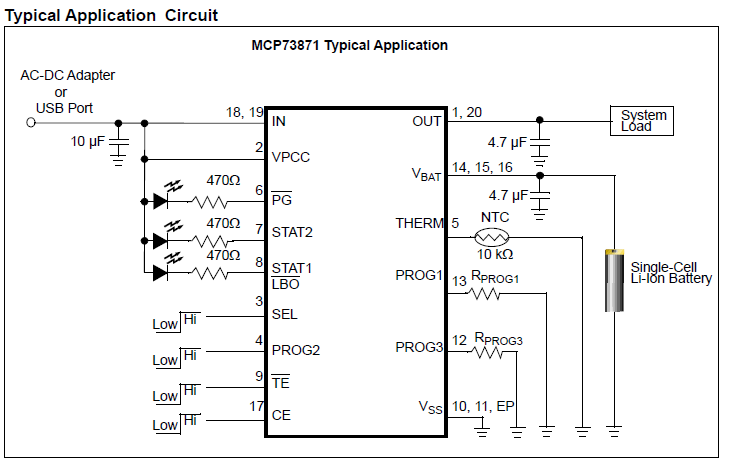 Typical Application Circuit
MCP73871 Typical Application
AC-DC Adapter
or
USB Port
10 µF
18, 19
IN
2
VPCC
470Ω
6
PG
470Ω
7
STAT2
470Ω
8
STAT1
LBO
3
SEL
Low
Hi
4
PROG2
Low
Hi
9
TE
Low
Hi
17
CE
Low
Hi
OUT
1, 20
System
Load
4.7 µF
VBAT
14, 15, 16
4.7 µF
THERM
5
NTC
10 kΩ
PROG1
13
RPROG1
Single-Cell
Li-Ion Battery
PROG3
12
RPROG3
VSS
10, 11, EP